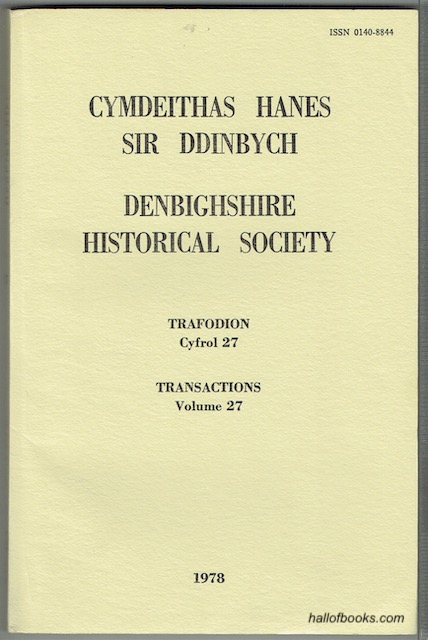 ISSN 0140-8844
CYMDEITHAS HANES
SIR DDINBYCH
DENBIGHSHIRE
HISTORICAL SOCIETY
TRAFODION
Cyfrol 27
TRANSACTIONS
Volume 27
1978
hallofbooks.com